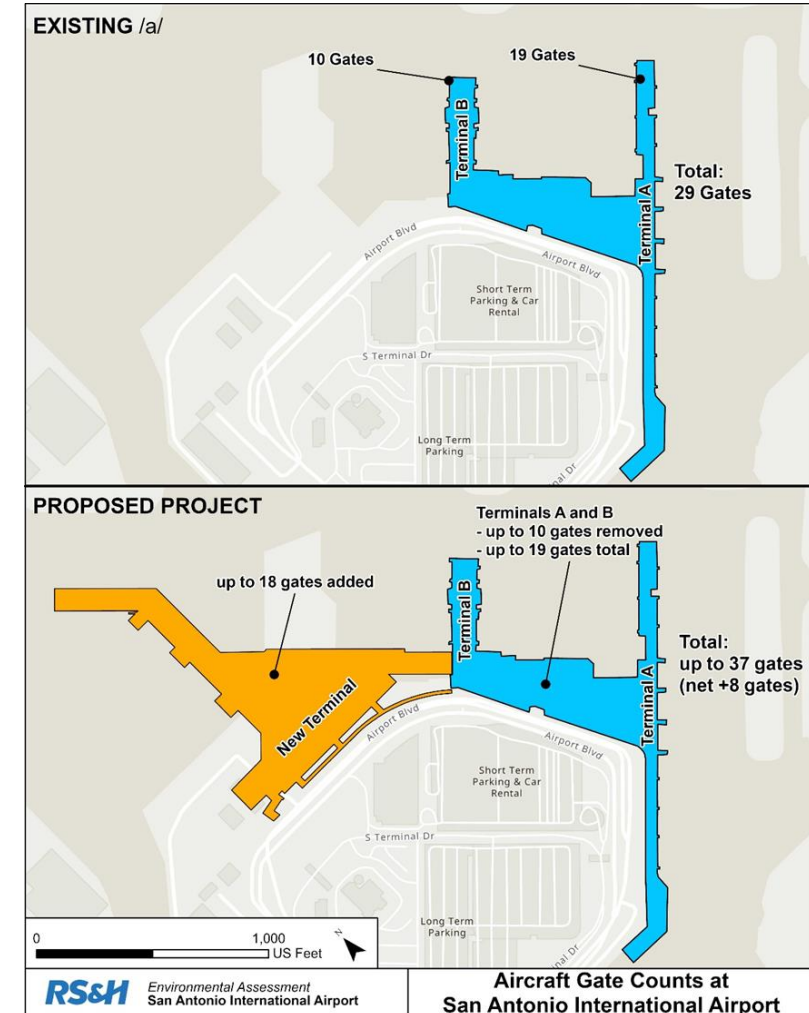 EXISTING /a/
10 Gates
19 Gates
Terminal B
Total:
29 Gates
Terminal A
Airport Blvd
Airport Blvd
Short Term
Parking & Car
Rental
S Terminal Dr
Long Term
Parking
nal Dr
PROPOSED PROJECT
Terminals A and B
- up to 10 gates removed
- up to 19 gates total
up to 18 gates added
Terminal B
Total:
up to 37 gates
(net +8 gates)
Terminal A
New Terminal
Airport Blvd
Airport Blvd
Short Term
Parking & Car
Rental
S Terminal Dr
Long Term
Parking
nal Dr
0
1,000
US Feet
N
RS&H
Environmental Assessment
San Antonio International Airport
Aircraft Gate Counts at
San Antonio International Airport